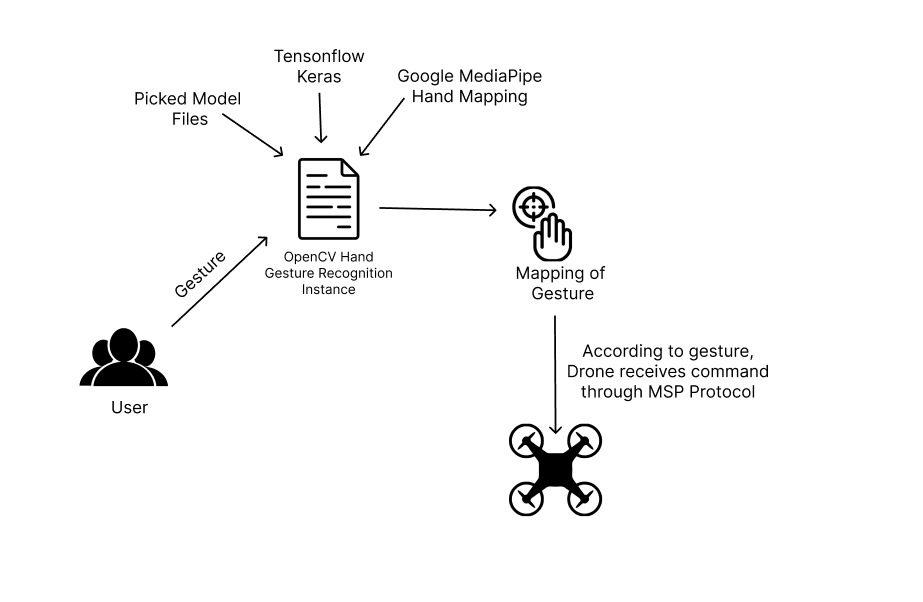 Tensonflow
Keras
Google MediaPipe
Hand Mapping
Picked Model
Files
OpenCV Hand
Gesture Recognition
Instance
Gesture
Mapping of
Gesture
User
According to gesture,
Drone receives command
through MSP Protocol